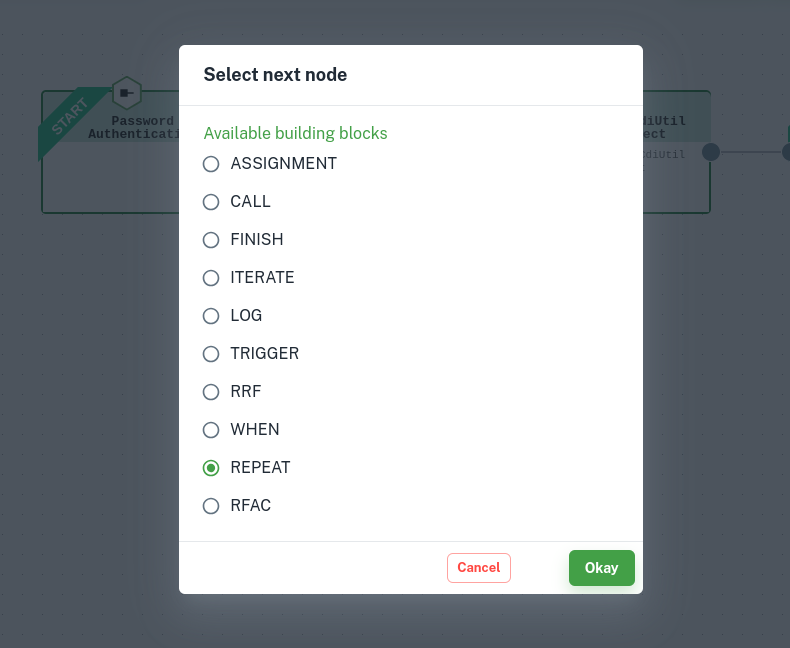 Select next node
START
Password
Authenticati
diUtil
ect
diUtil
Available building blocks
ASSIGNMENT
CALL
FINISH
ITERATE
LOG
TRIGGER
RRF
WHEN
REPEAT
RFAC
Cancel
Okay